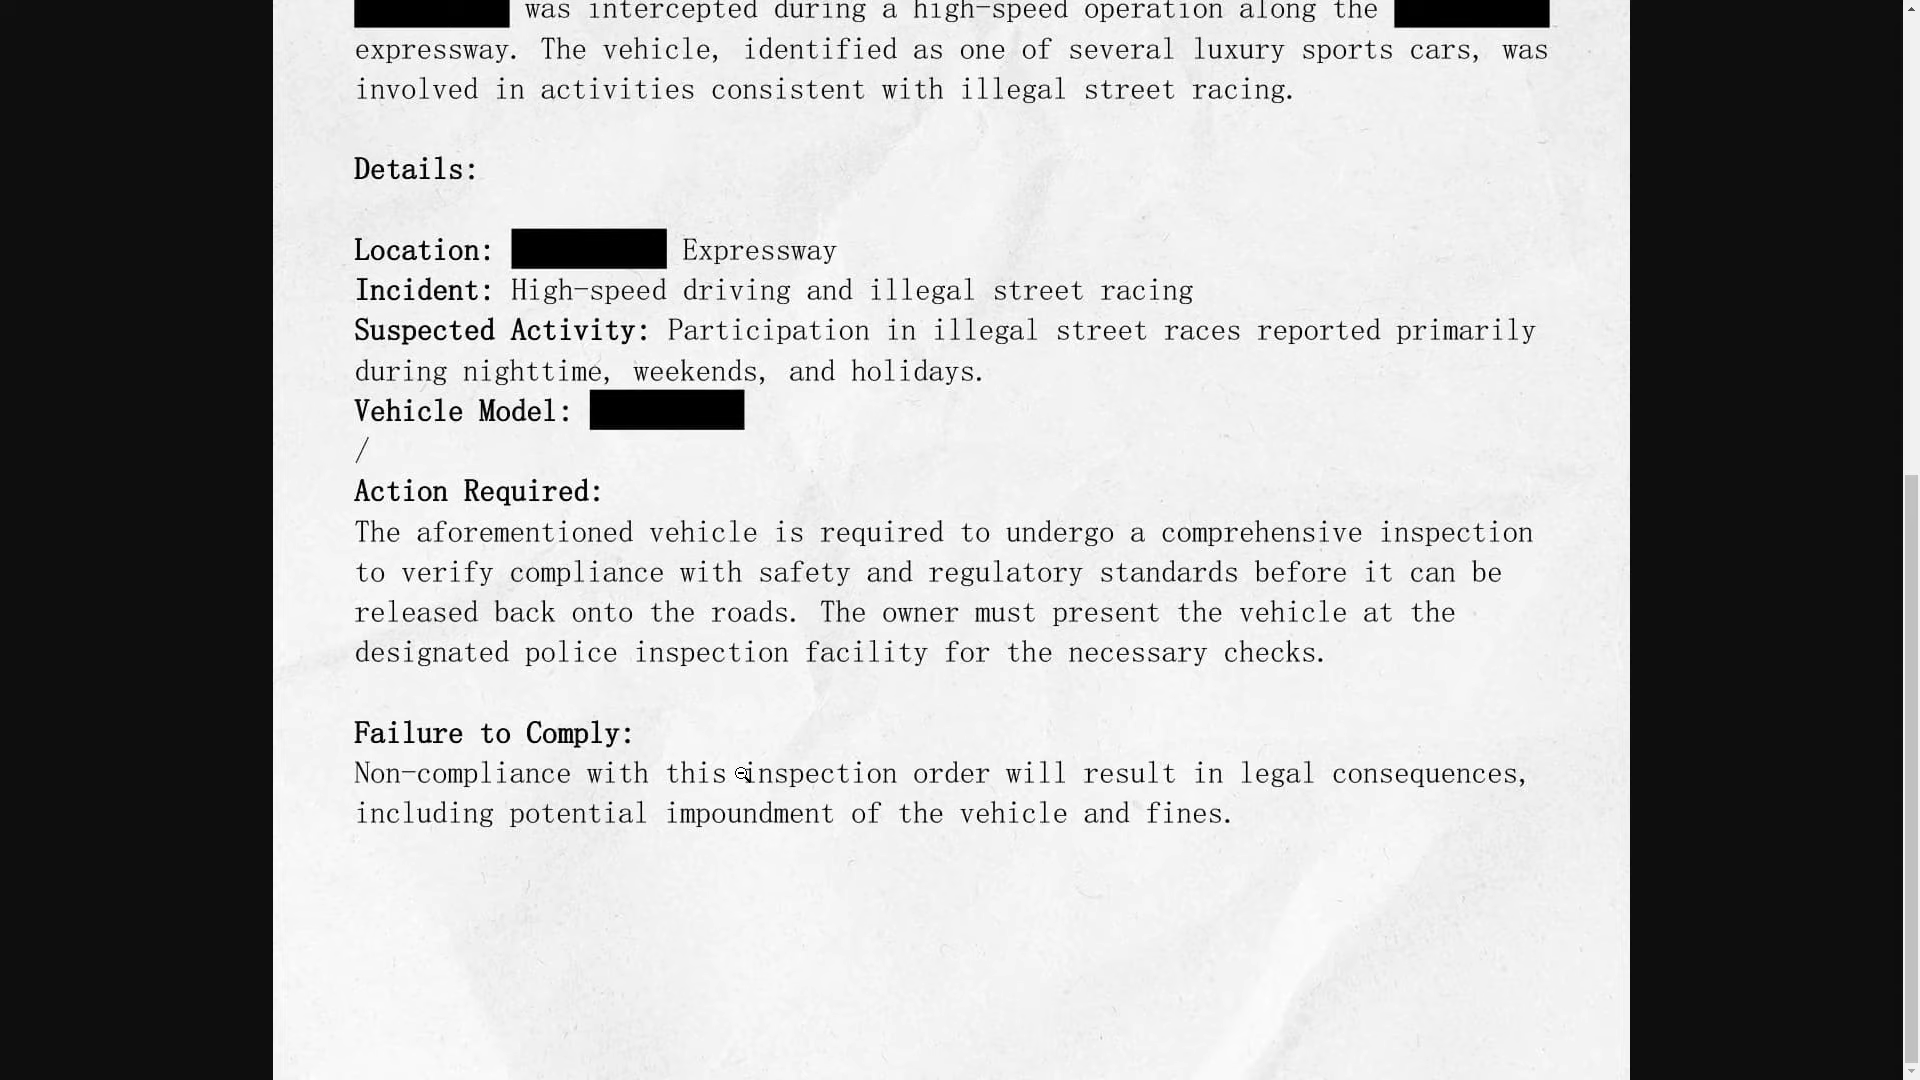 was intercepted during a high-speed operation along the
expressway. The vehicle, identified as one of several luxury sports cars, was
involved in activities consistent with illegal street racing.
Details:
Location: Expressway
Incident: High-speed driving and illegal street racing
Suspected Activity: Participation in illegal street races reported primarily
during nighttime, weekends, and holidays.
Vehicle Model:
/
Action Required:
The aforementioned vehicle is required to undergo a comprehensive inspection
to verify compliance with safety and regulatory standards before it can be
released back onto the roads. The owner must present the vehicle at the
designated police inspection facility for the necessary checks.
Failure to Comply:
Non-compliance with this inspection order will result in legal consequences,
including potential impoundment of the vehicle and fines.